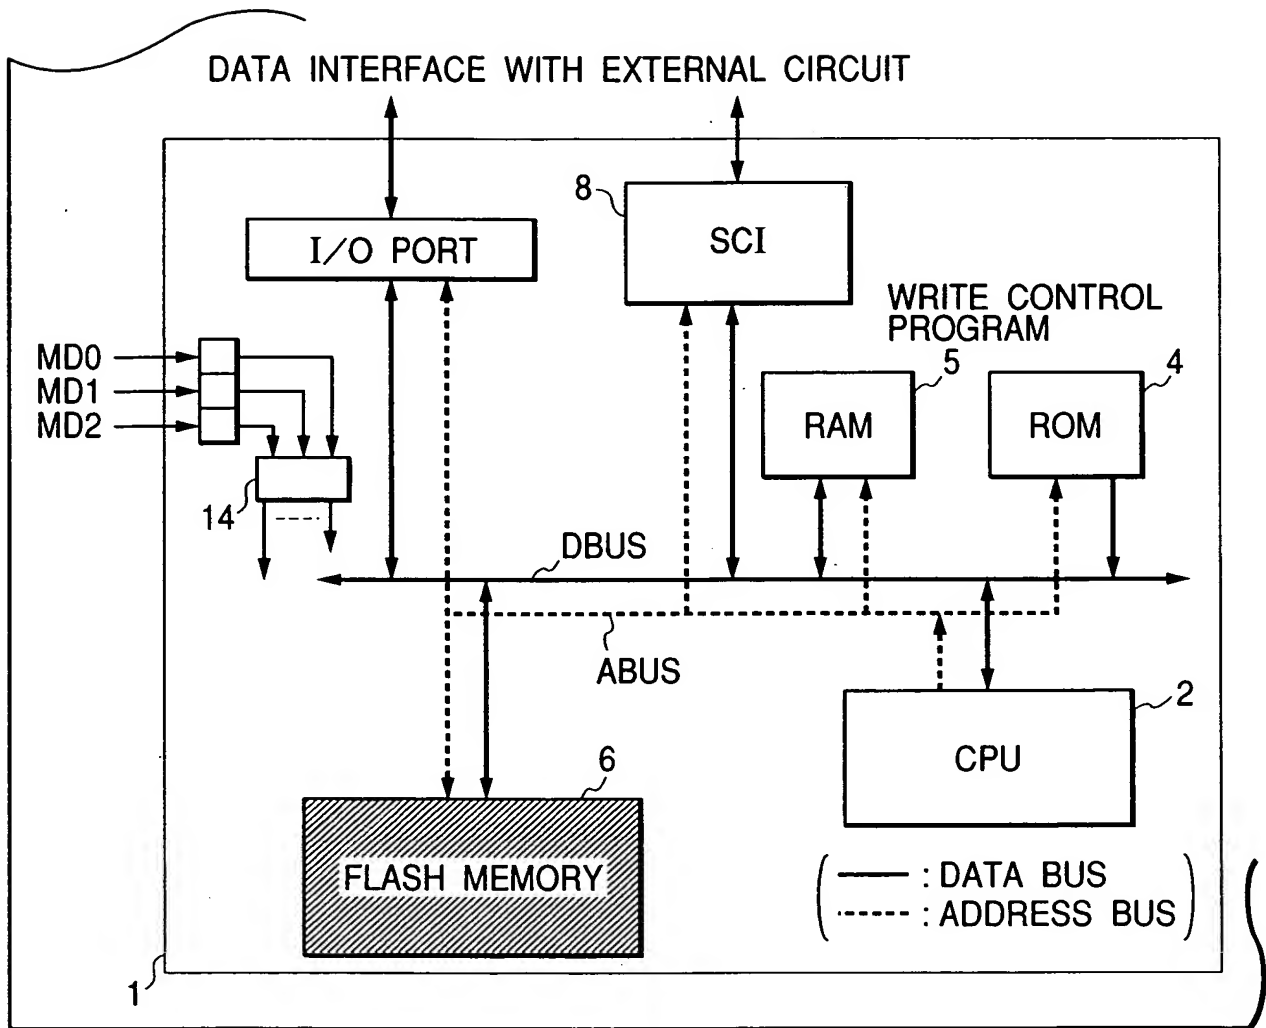 DATA INTERFACE WITH EXTERNAL CIRCUIT
8
I/O PORT
SCI
WRITE CONTROL
PROGRAM
5
4
MD0
MD1
MD2
RAM
ROM
14
DBUS
ABUS
2
CPU
6
FLASH MEMORY
: DATA BUS
: ADDRESS BUS
1